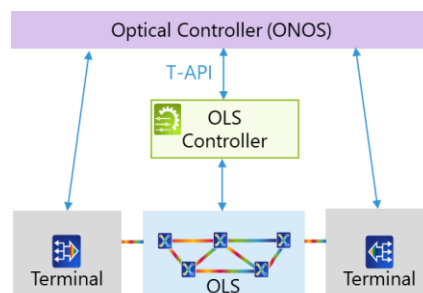 Optical Controller (ONOS)
T-API
OLS
Controller
Terminal
OLS
Terminal